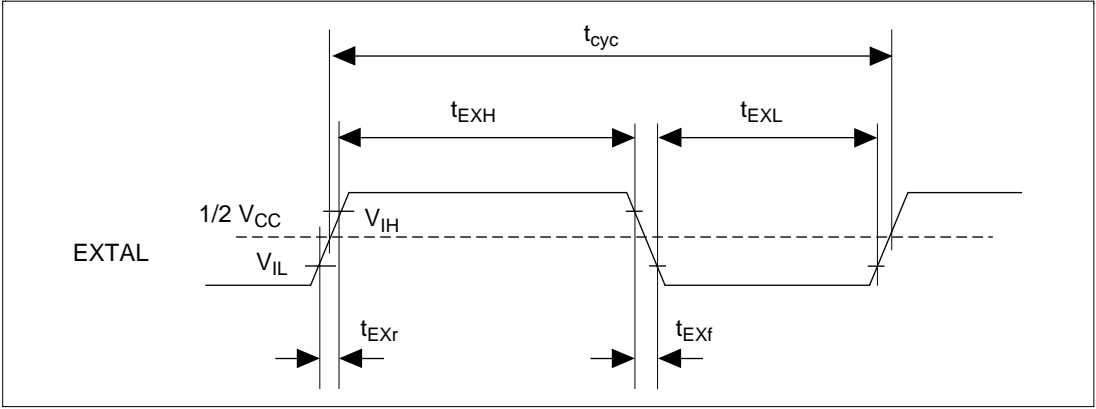 tcyc
tEXH tEXL
1/2 VCC
VIH
EXTAL
VIL
tEXr tEXf